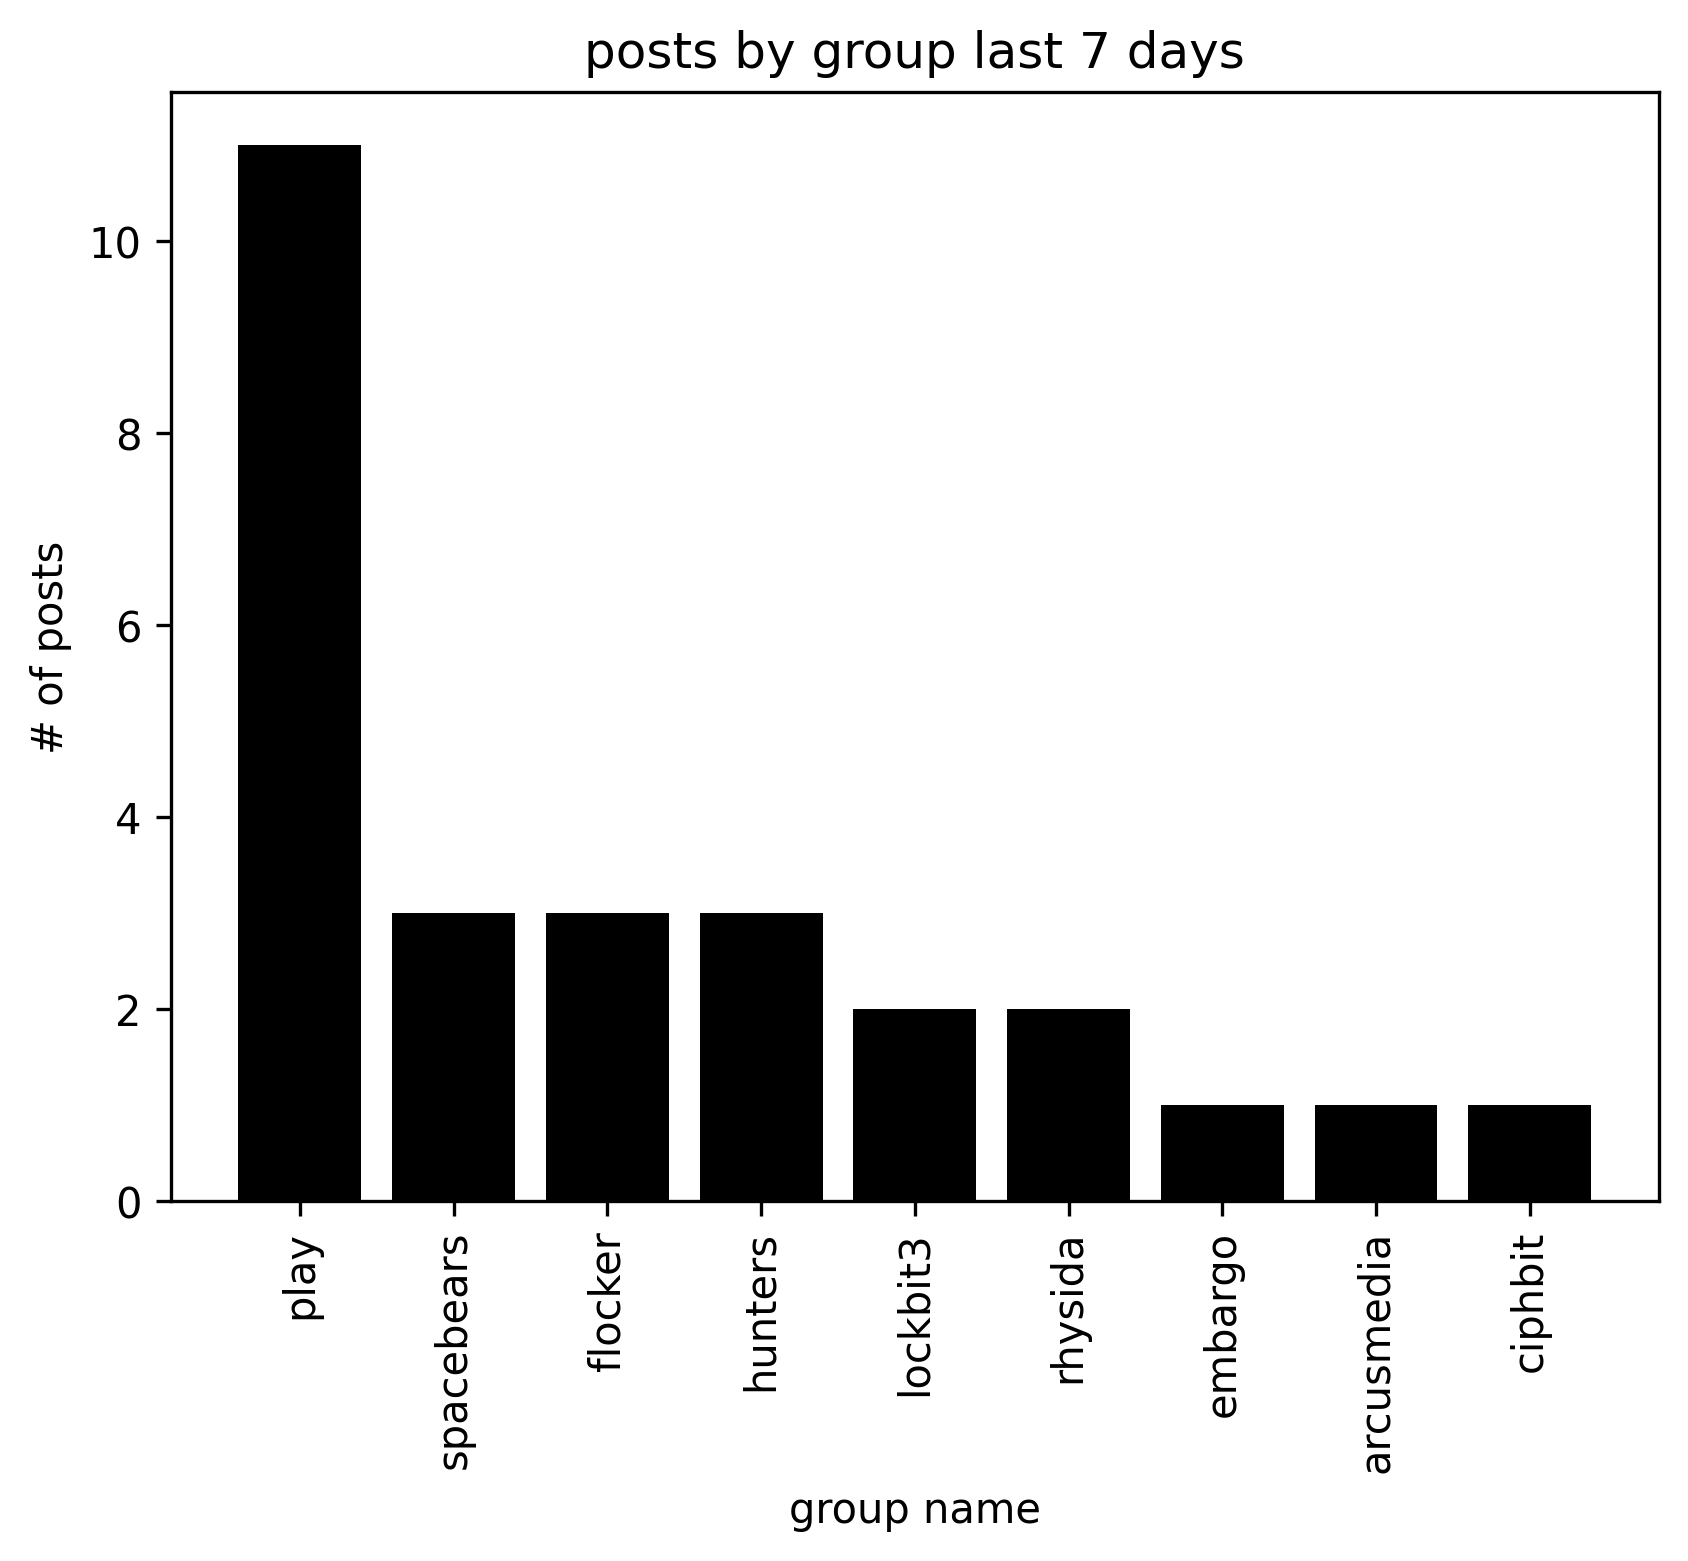 posts by group last 7 days
# of posts
10
8
6
4
2
0
play
spacebears
flocker
hunters
lockbit3
rhysida
embargo
arcusmedia
ciphbit
group name